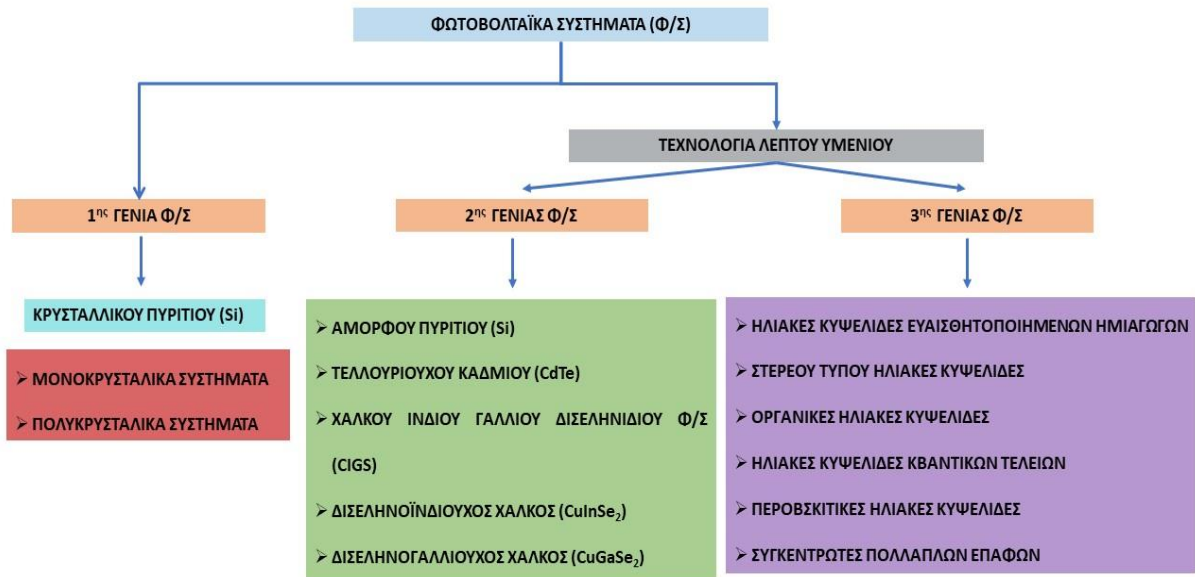 ΦΩΤΟΒΟΛΤΑΪΚΑ ΣΥΣΤΗΜΑΤΑ (Φ/Σ)
ΤΕΧΝΟΛΟΓΙΑ ΛΕΠΤΟΥ ΥΜΕΝΙΟΥ
1ης ΓΕΝΙΑ Φ/Σ
2ης ΓΕΝΙΑΣ Φ/Σ
3ης ΓΕΝΙΑΣ Φ/Σ
ΚΡΥΣΤΑΛΛΙΚΟΥ ΠΥΡΙΤΙΟΥ (Si)
➢ ΜΟΝΟΚΡΥΣΤΑΛΙΚΑ ΣΥΣΤΗΜΑΤΑ
➢ ΠΟΛΥΚΡΥΣΤΑΛΙΚΑ ΣΥΣΤΗΜΑΤΑ
➢ ΑΜΟΡΦΟΥ ΠΥΡΙΤΙΟΥ (Si)
➢ ΤΕΛΛΟΥΡΙΟΥΧΟΥ ΚΑΔΜΙΟΥ (CdTe)
➢ ΧΑΛΚΟΥ ΙΝΔΙΟΥ ΓΑΛΛΙΟΥ ΔΙΣΕΛΗΝΙΔΙΟΥ Φ/Σ
(CIGS)
➢ ΔΙΣΕΛΗΝΟΪΝΔΙΟΥΧΟΣ ΧΑΛΚΟΣ (CuInSe₂)
➢ ΔΙΣΕΛΗΝΟΓΑΛΛΙΟΥΧΟΣ ΧΑΛΚΟΣ (CuGaSe₂)
➢ ΗΛΙΑΚΕΣ ΚΥΨΕΛΙΔΕΣ ΕΥΑΙΣΘΗΤΟΠΟΙΗΜΕΝΩΝ ΗΜΙΑΓΩΓΩΝ
➢ ΣΤΕΡΕΟΥ ΤΥΠΟΥ ΗΛΙΑΚΕΣ ΚΥΨΕΛΙΔΕΣ
➢ ΟΡΓΑΝΙΚΕΣ ΗΛΙΑΚΕΣ ΚΥΨΕΛΙΔΕΣ
➢ ΗΛΙΑΚΕΣ ΚΥΨΕΛΙΔΕΣ ΚΒΑΝΤΙΚΩΝ ΤΕΛΕΙΩΝ
➢ ΠΕΡΟΒΣΚΙΤΙΚΕΣ ΗΛΙΑΚΕΣ ΚΥΨΕΛΙΔΕΣ
➢ ΣΥΓΚΕΝΤΡΩΤΕΣ ΠΟΛΛΑΠΛΩΝ ΕΠΑΦΩΝ